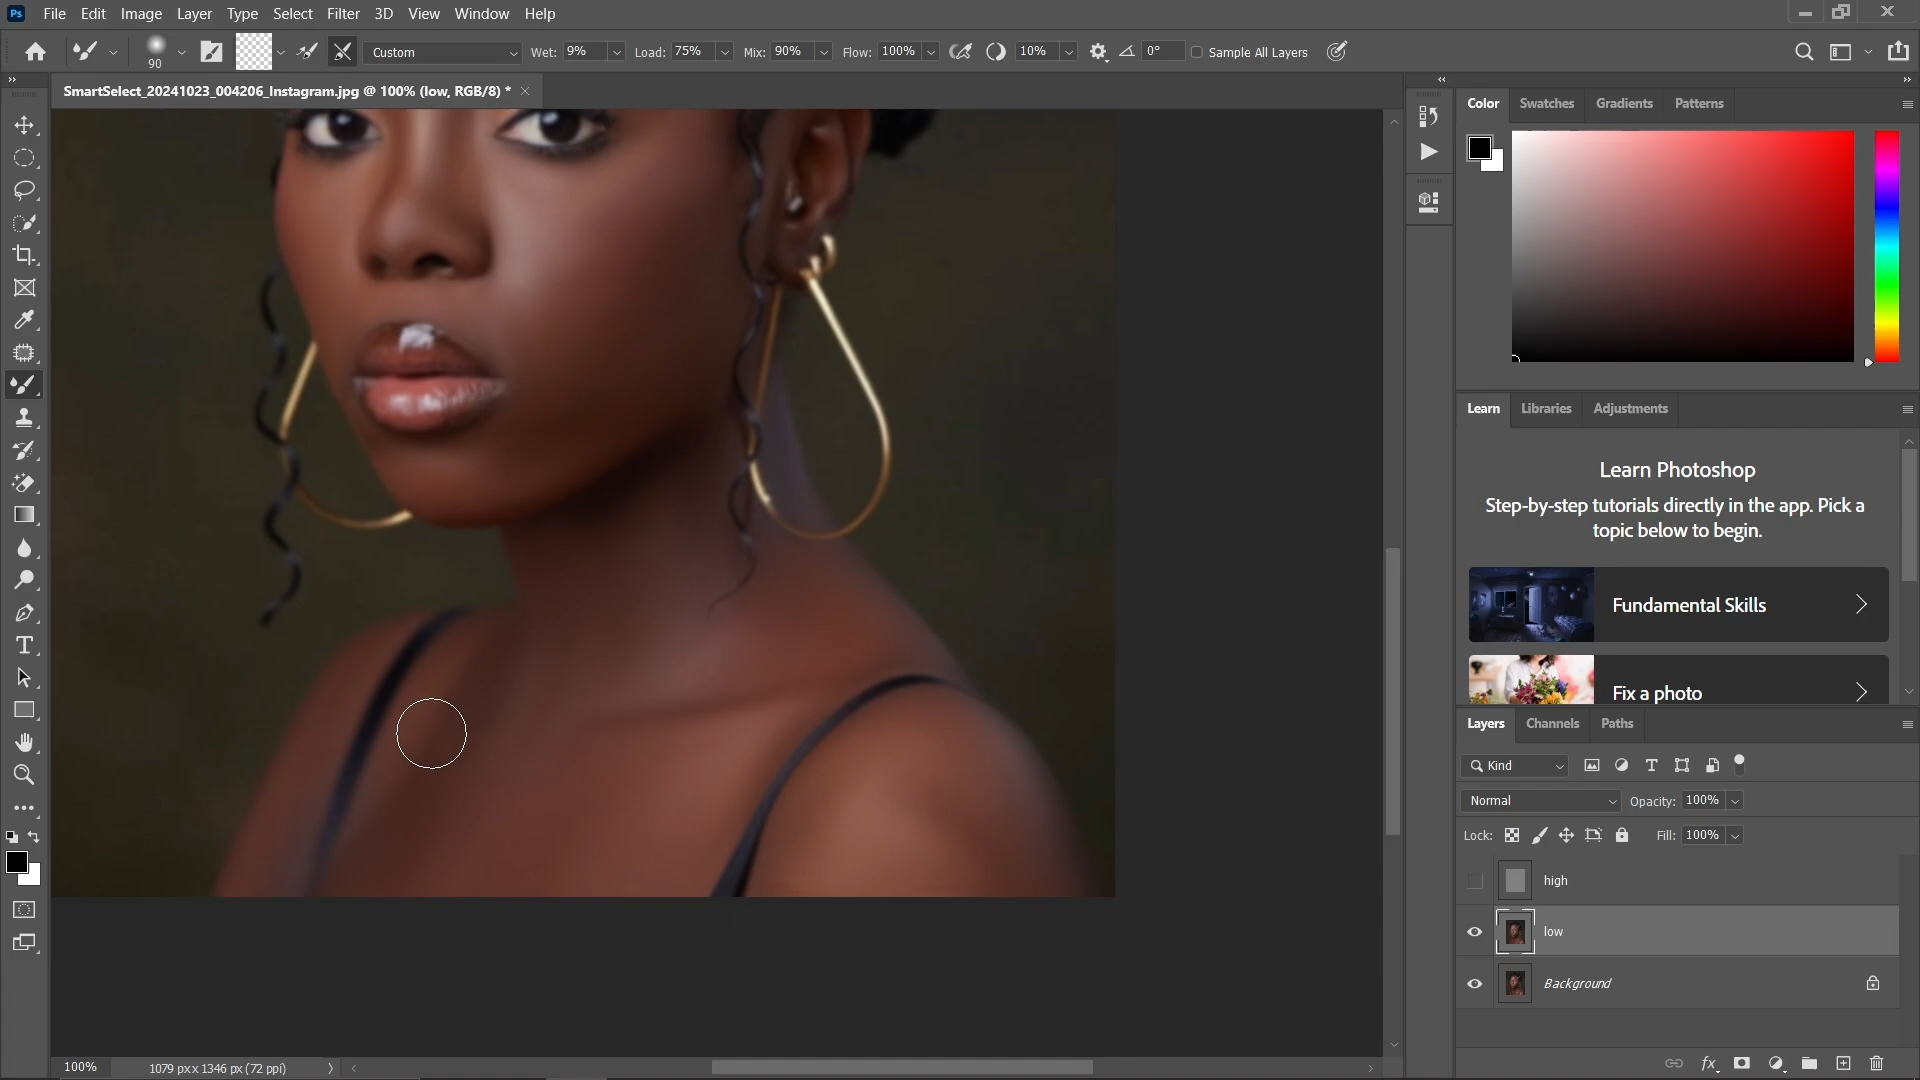 Ps File Edit Image Layer Type Select Filter 3D View Window Help
90 Custom Wet: 9% Load: 75% Mix: 90% Flow: 100% 10% 0° Sample All Layers
SmartSelect_20241023_004206_Instagram.jpg @ 100% (low, RGB/8) *
Color Swatches Gradients Patterns
Learn Libraries Adjustments
Learn Photoshop
Step-by-step tutorials directly in the app. Pick a
topic below to begin.
Fundamental Skills
Fix a photo
Layers Channels Paths
Kind
Normal Opacity: 100%
Lock: Fill: 100%
high
low
Background
100% 1079 px x 1346 px (72 ppi)